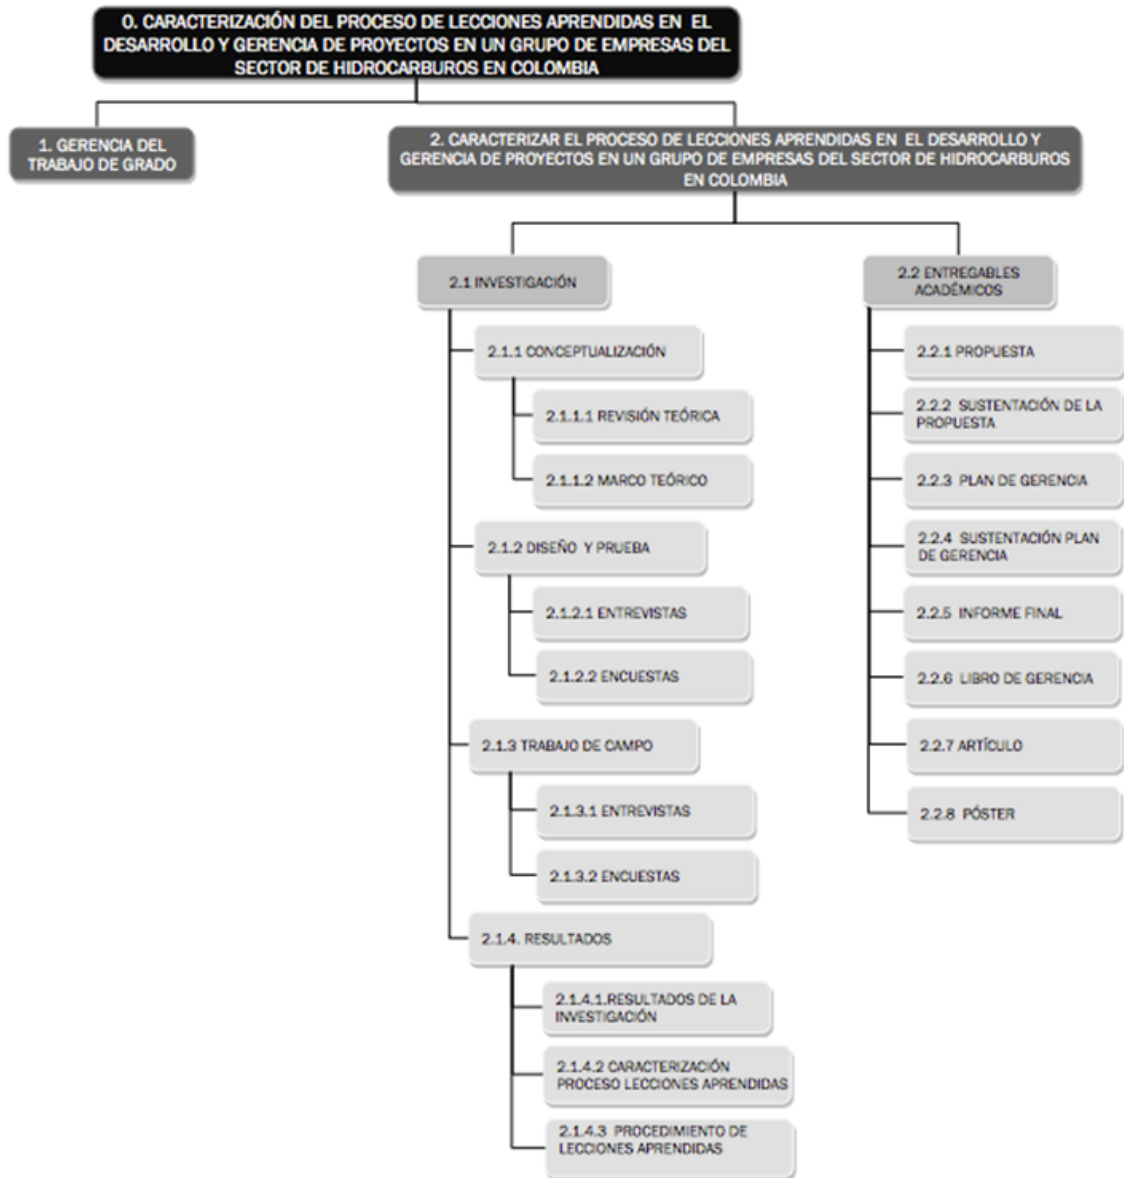 0. CARACTERIZACIÓN DEL PROCESO DE LECCIONES APRENDIDAS EN EL
DESARROLLO Y GERENCIA DE PROYECTOS EN UN GRUPO DE EMPRESAS DEL
SECTOR DE HIDROCARBUROS EN COLOMBIA
1. GERENCIA DEL
TRABAJO DE GRADO
2. CARACTERIZAR EL PROCESO DE LECCIONES APRENDIDAS EN EL DESARROLLO Y
GERENCIA DE PROYECTOS EN UN GRUPO DE EMPRESAS DEL SECTOR DE HIDROCARBUROS
EN COLOMBIA
2.1 INVESTIGACIÓN
2.1.1 CONCEPTUALIZACIÓN
2.1.1.1 REVISIÓN TEÓRICA
2.1.1.2 MARCO TEÓRICO
2.1.2 DISEÑO Y PRUEBA
2.1.2.1 ENTREVISTAS
2.1.2.2 ENCUESTAS
2.1.3 TRABAJO DE CAMPO
2.1.3.1 ENTREVISTAS
2.1.3.2 ENCUESTAS
2.1.4. RESULTADOS
2.1.4.1.RESULTADOS DE LA
INVESTIGACIÓN
2.1.4.2 CARACTERIZACIÓN
PROCESO LECCIONES APRENDIDAS
2.1.4.3 PROCEDIMIENTO DE
LECCIONES APRENDIDAS
2.2 ENTREGABLES
ACADÉMICOS
2.2.1 PROPUESTA
2.2.2 SUSTENTACIÓN DE LA
PROPUESTA
2.2.3 PLAN DE GERENCIA
2.2.4 SUSTENTACIÓN PLAN
DE GERENCIA
2.2.5 INFORME FINAL
2.2.6 LIBRO DE GERENCIA
2.2.7 ARTÍCULO
2.2.8 PÓSTER